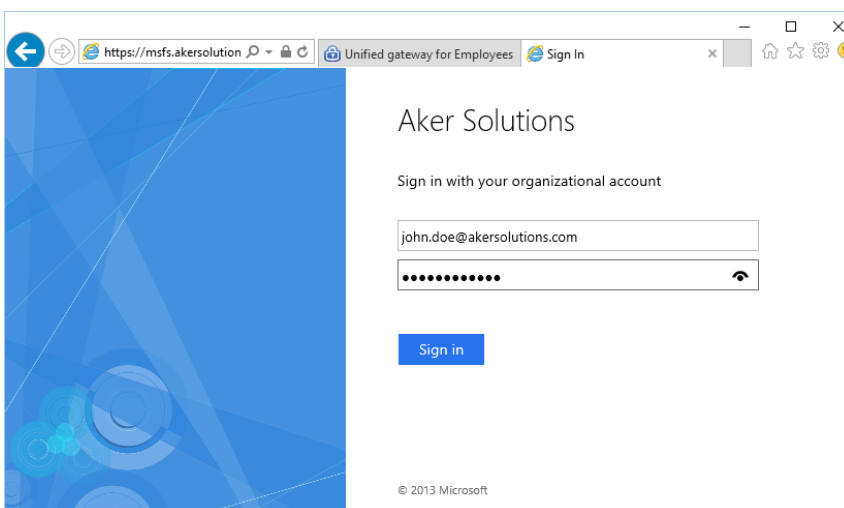 https://msfs.akersolution
Unified gateway for Employees
Sign In
Aker Solutions
Sign in with your organizational account
john.doe@akersolutions.com
••••••••••••
Sign in
© 2013 Microsoft